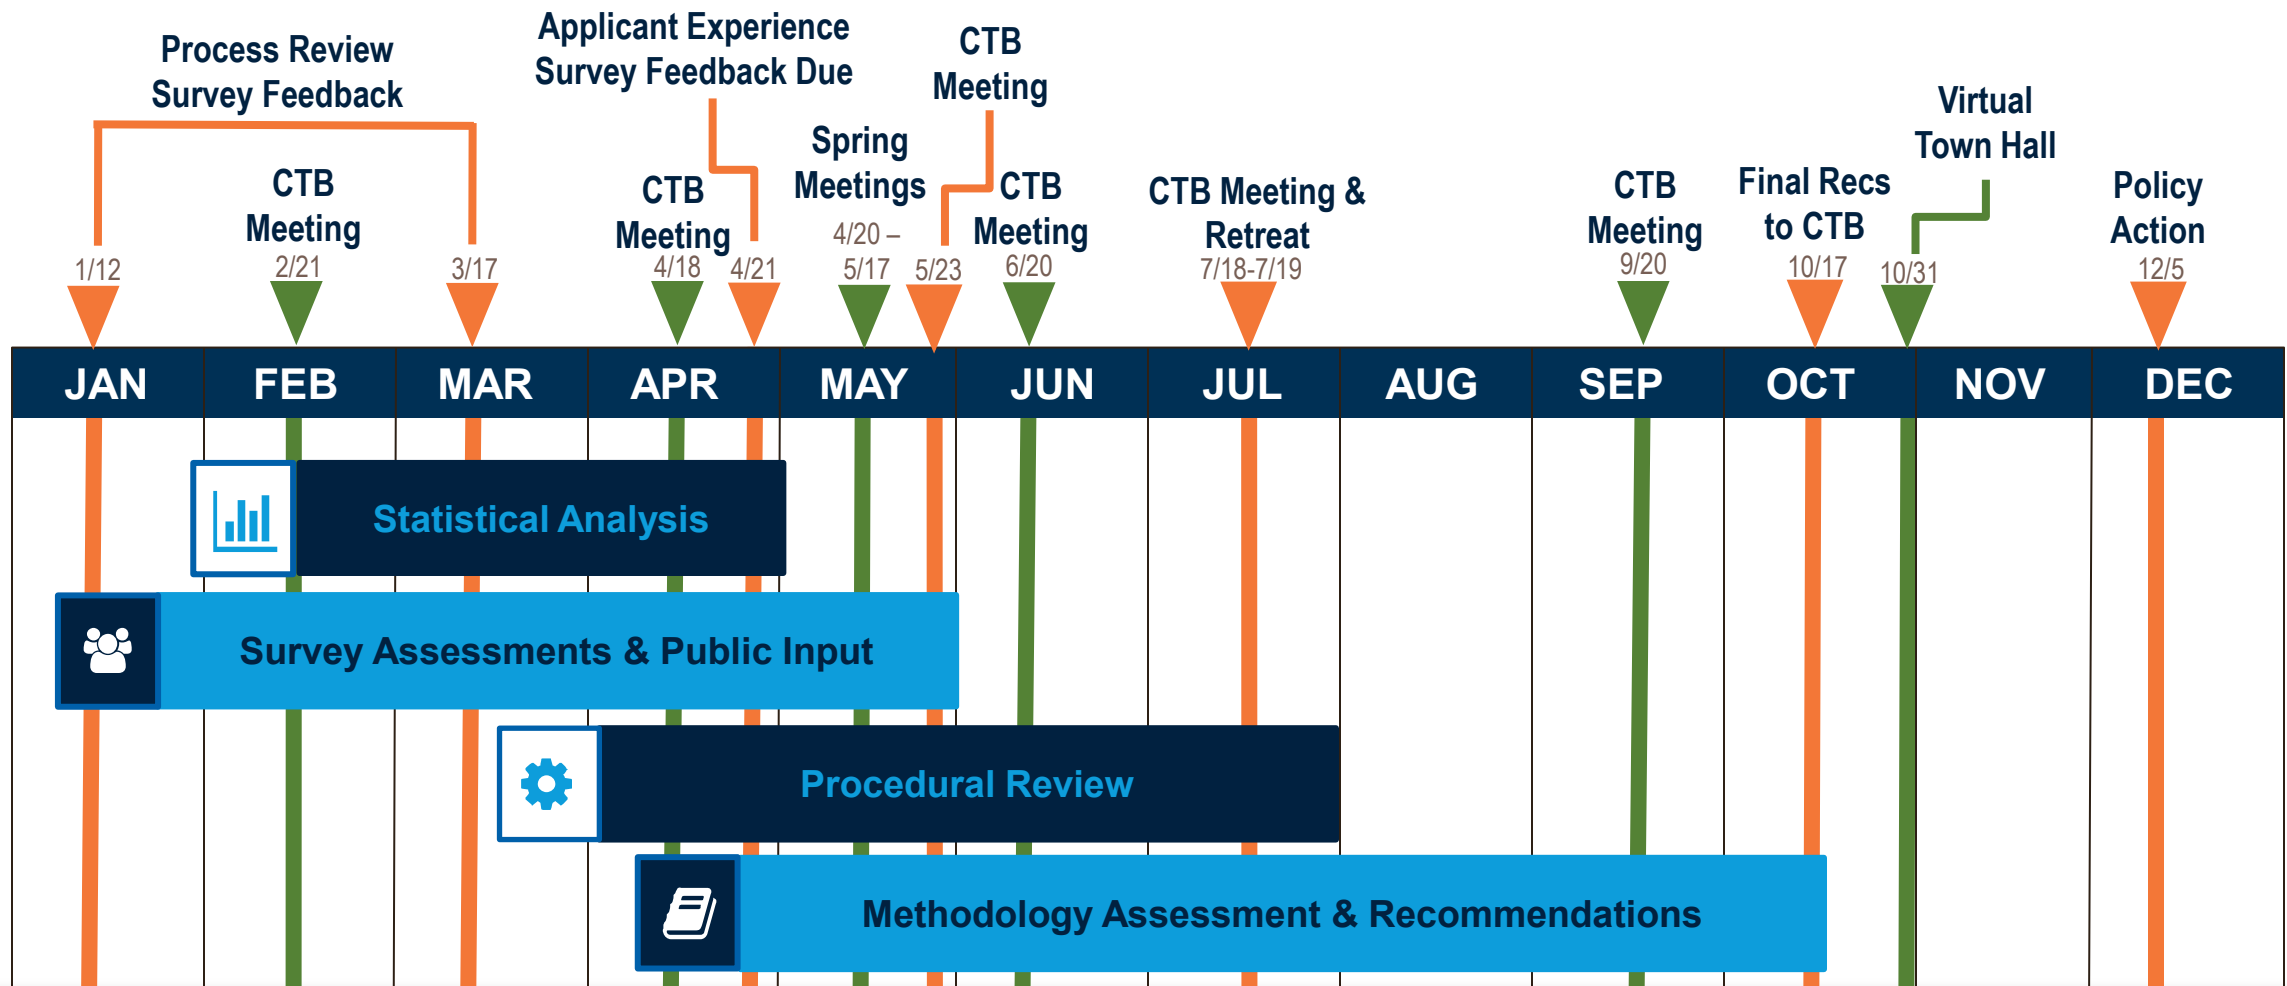 Process Review
Survey Feedback
1/12
3/17
CTB
Meeting
2/21
Applicant Experience
Survey Feedback Due
4/21
CTB
Meeting
4/18
Spring
Meetings
4/20 –
5/17
CTB
Meeting
5/23
CTB
Meeting
6/20
CTB Meeting &
Retreat
7/18-7/19
CTB
Meeting
9/20
Final Recs
to CTB
10/17
Virtual
Town Hall
10/31
Policy
Action
12/5
JAN FEB MAR APR MAY JUN JUL AUG SEP OCT NOV DEC
Statistical Analysis
Survey Assessments & Public Input
Procedural Review
Methodology Assessment & Recommendations